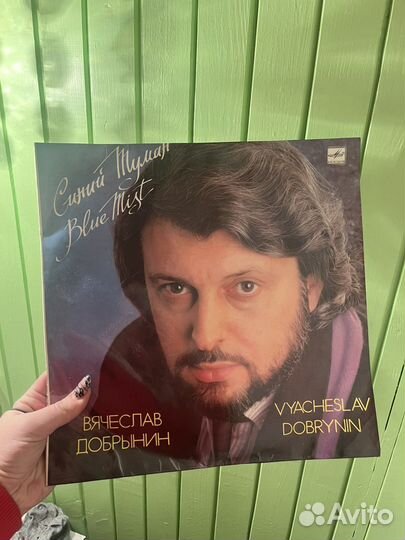 Синий Туман
Blue Mist
ВЯЧЕСЛАВ
ДОБРЫНИН
VYACHESLAV
DOBRYNIN
Avito